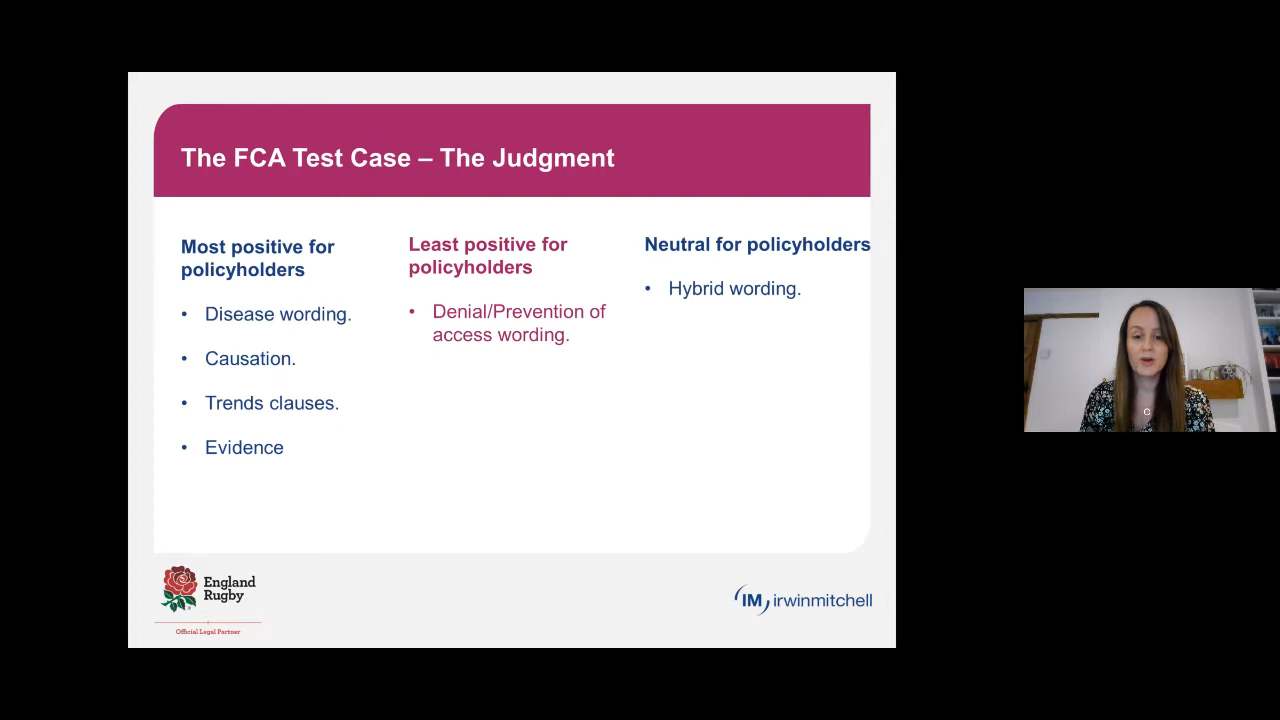 The FCA Test Case – The Judgment
Most positive for
policyholders
• Disease wording.
• Causation.
• Trends clauses.
• Evidence
Least positive for
policyholders
• Denial/Prevention of
access wording.
Neutral for policyholders
• Hybrid wording.
England
Rugby
Official Legal Partner
IM irwinmitchell